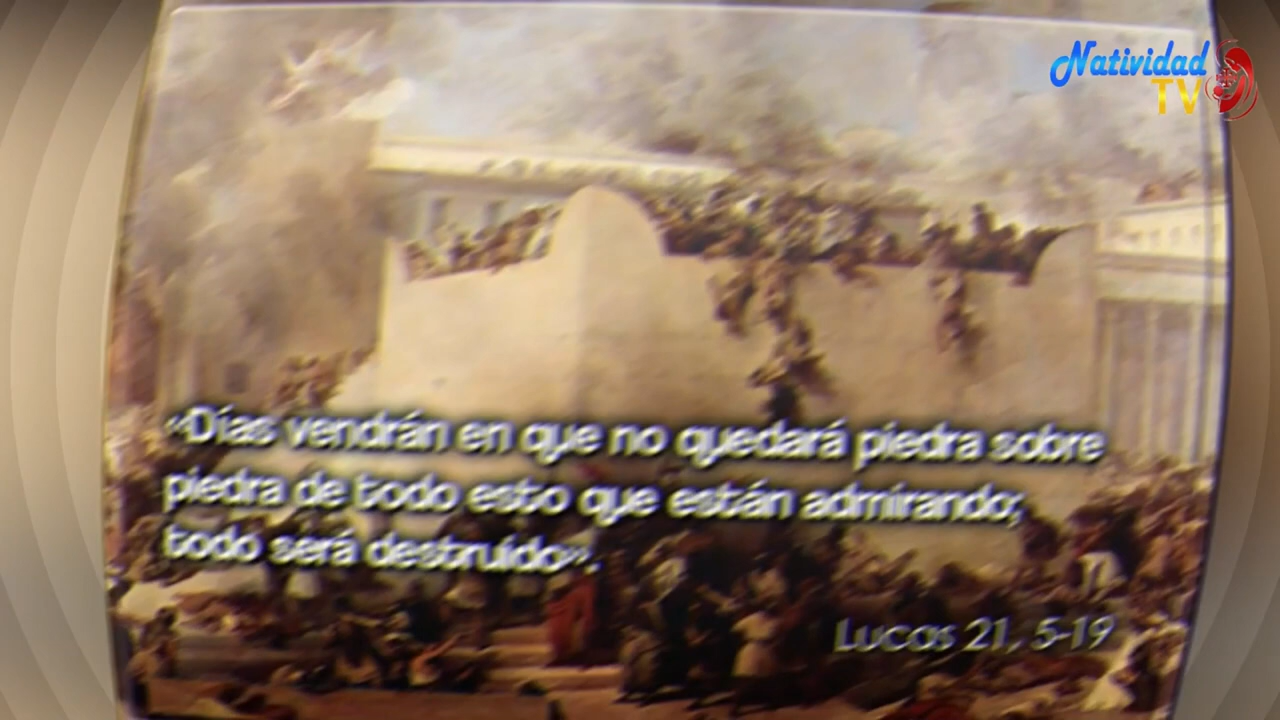 Natividad
TV
«Días vendrán en que no quedará piedra sobre
piedra de todo esto que están admirando;
todo será destruido».
Lucas 21, 5-19